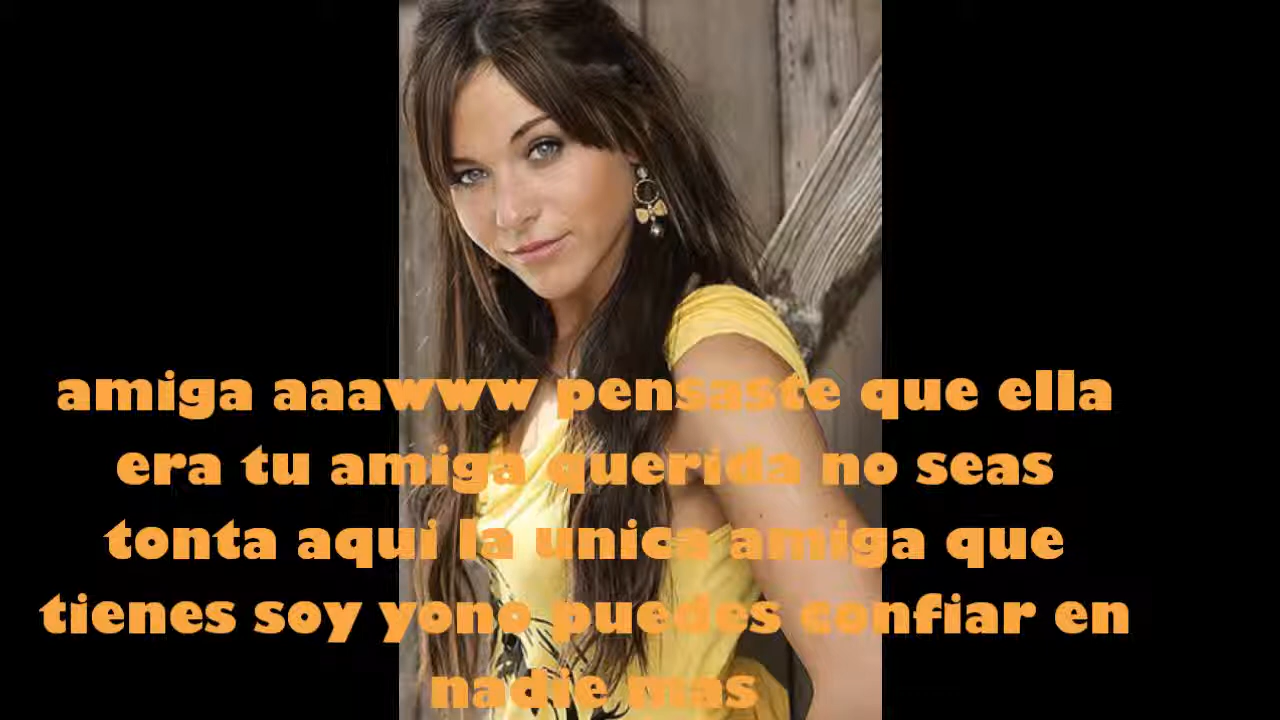 amiga aaawww pensaste que ella
era tu amiga querida no seas
tonta aqui la unica amiga que
tienes soy yono puedes confiar en
nadie mas